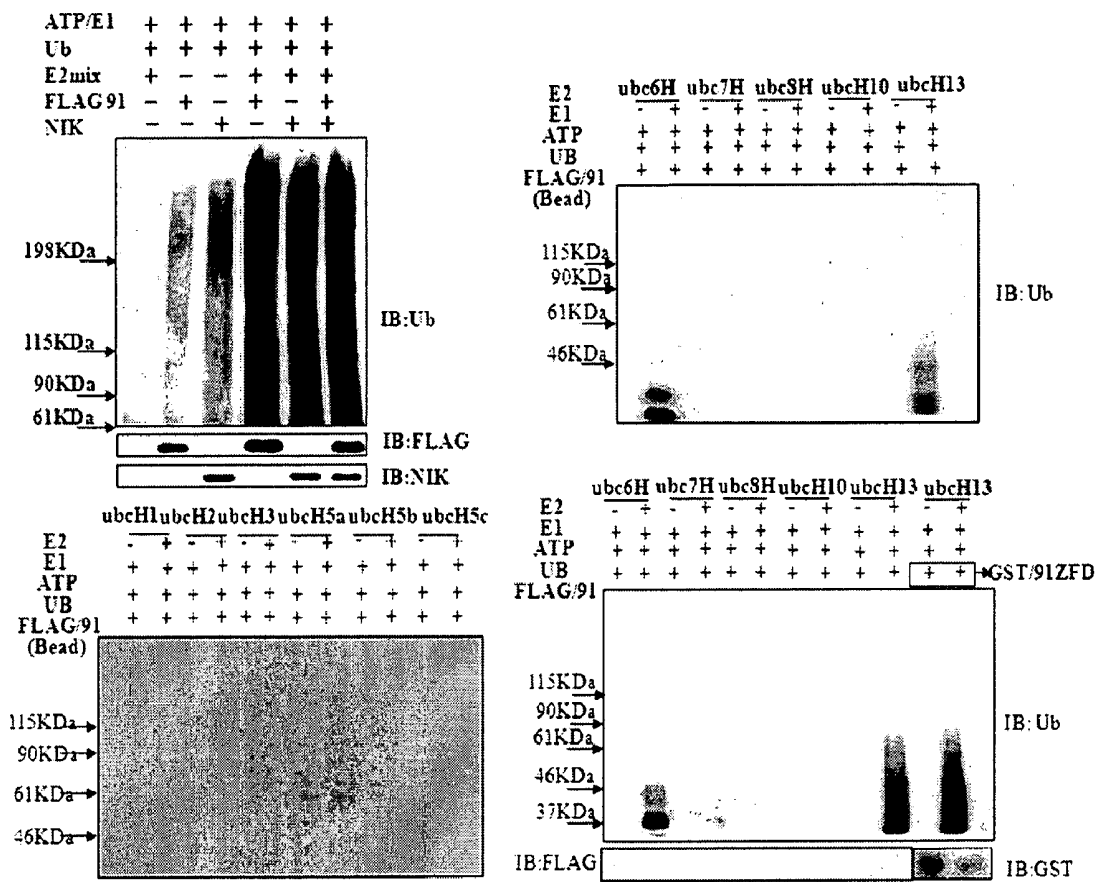 ATP/E1 + + + + + +
Ub + + + + + +
E2mix + − − + + +
FLAG 91 − + − + − +
NIK − − + − + +
198KDa
115KDa
90KDa
61KDa
IB:Ub
IB:FLAG
IB:NIK
ubc6H ubc7H ubc8H ubcH10 ubcH13
E2 - + - + - + - + - +
E1 + + + + + + + + + +
ATP + + + + + + + + + +
UB + + + + + + + + + +
FLAG/91
(Bead)
115KDa
90KDa
61KDa
46KDa
IB:Ub
ubcH1 ubcH2 ubcH3 ubcH5a ubcH5b ubcH5c
E2 - + - + - + - + - + - +
E1 + + + + + + + + + + + +
ATP + + + + + + + + + + + +
UB + + + + + + + + + + + +
FLAG/91
(Bead)
115KDa
90KDa
61KDa
46KDa
ubc6H ubc7H ubc8H ubcH10 ubcH13 ubcH13
E2 - + - + - + - + - + - +
E1 + + + + + + + + + + + +
ATP + + + + + + + + + + + +
UB + + + + + + + + + + + + GST/91ZFD
FLAG/91
115KDa
90KDa
61KDa
46KDa
37KDa
IB:Ub
IB:FLAG
IB:GST